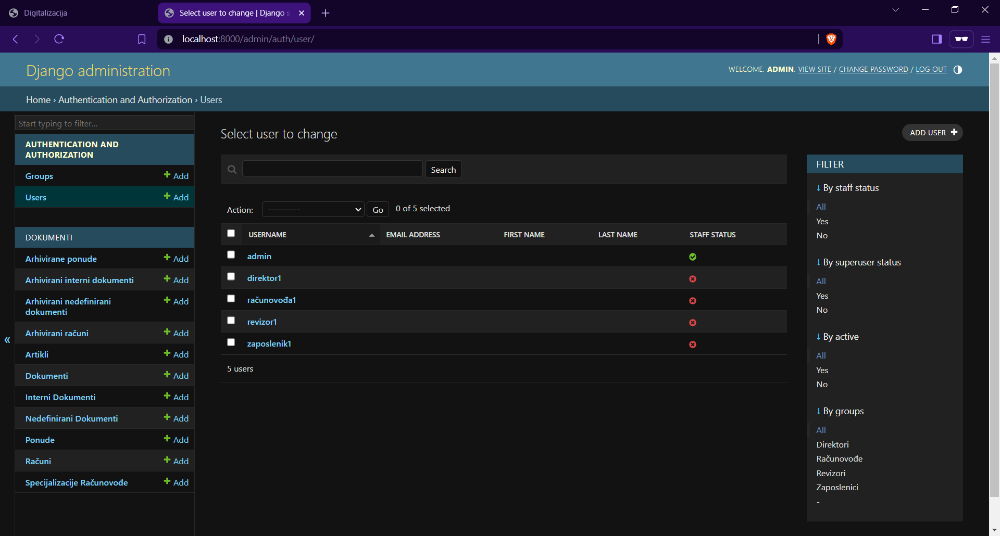 Digitalizacija
Select user to change | Django s
localhost:8000/admin/auth/user/
Django administration
WELCOME, ADMIN. VIEW SITE / CHANGE PASSWORD / LOG OUT
Home › Authentication and Authorization › Users
Start typing to filter...
AUTHENTICATION AND
AUTHORIZATION
Groups + Add
Users + Add
DOKUMENTI
Arhivirane ponude + Add
Arhivirani interni dokumenti + Add
Arhivirani nedefinirani
dokumenti + Add
Arhivirani računi + Add
Artikli + Add
Dokumenti + Add
Interni Dokumenti + Add
Nedefinirani Dokumenti + Add
Ponude + Add
Računi + Add
Specijalizacije Računovođe + Add
«
Select user to change
ADD USER +
Search
Action: --------- Go 0 of 5 selected
USERNAME EMAIL ADDRESS FIRST NAME LAST NAME STAFF STATUS
admin
direktor1
računovođa1
revizor1
zaposlenik1
5 users
FILTER
↓ By staff status
All
Yes
No
↓ By superuser status
All
Yes
No
↓ By active
All
Yes
No
↓ By groups
All
Direktori
Računovođe
Revizori
Zaposlenici
-